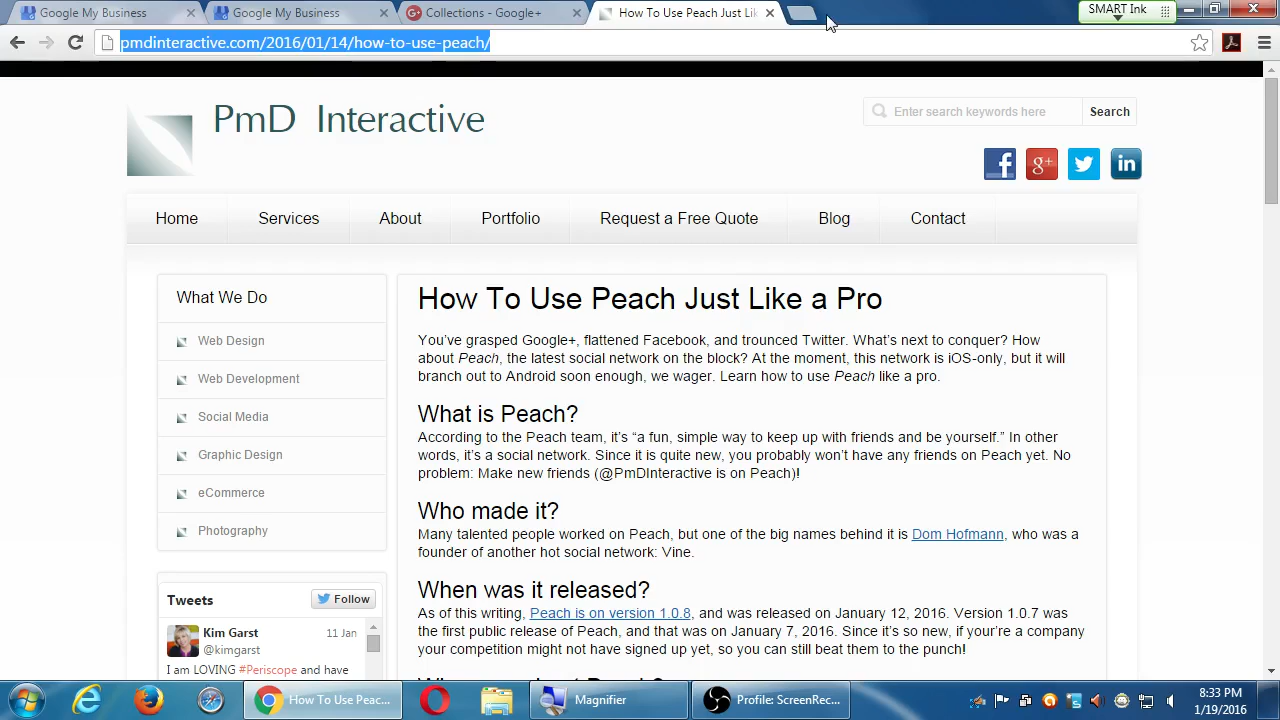 Google My Business
Google My Business
Collections - Google+
How To Use Peach Just Lik
SMART Ink
pmdinteractive.com/2016/01/14/how-to-use-peach/
PmD Interactive
Enter search keywords here
Search
Home
Services
About
Portfolio
Request a Free Quote
Blog
Contact
What We Do
Web Design
Web Development
Social Media
Graphic Design
eCommerce
Photography
Tweets
Follow
Kim Garst
11 Jan
@kimgarst
I am LOVING #Periscope and have
How To Use Peach Just Like a Pro
You’ve grasped Google+, flattened Facebook, and trounced Twitter. What’s next to conquer? How
about Peach, the latest social network on the block? At the moment, this network is iOS-only, but it will
branch out to Android soon enough, we wager. Learn how to use Peach like a pro.
What is Peach?
According to the Peach team, it’s “a fun, simple way to keep up with friends and be yourself.” In other
words, it’s a social network. Since it is quite new, you probably won’t have any friends on Peach yet. No
problem: Make new friends (@PmDInteractive is on Peach)!
Who made it?
Many talented people worked on Peach, but one of the big names behind it is Dom Hofmann, who was a
founder of another hot social network: Vine.
When was it released?
As of this writing, Peach is on version 1.0.8, and was released on January 12, 2016. Version 1.0.7 was
the first public release of Peach, and that was on January 7, 2016. Since it’s so new, if your’re a company
your competition might not have signed up yet, so you can still beat them to the punch!
How To Use Peac...
Magnifier
Profile: ScreenRec...
8:33 PM
1/19/2016